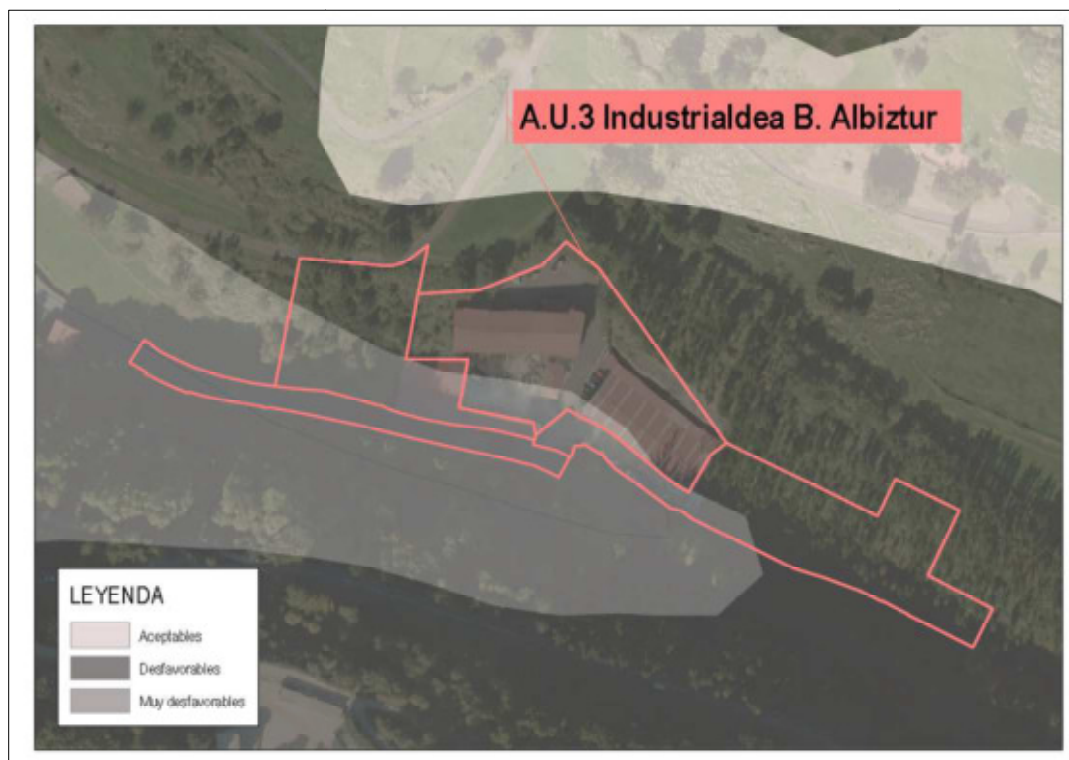 A.U.3 Industrialdea B. Albiztur
LEYENDA
Aceptables
Desfavorables
Muy desfavorables